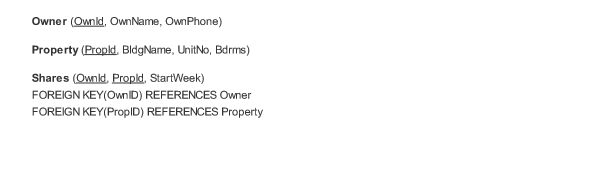 Owner (OwnId, OwnName, OwnPhone)
Property (PropId, BldgName, UnitNo, Bdrms)
Shares (OwnId, PropId, StartWeek)
FOREIGN KEY(OwnID) REFERENCES Owner
FOREIGN KEY(PropID) REFERENCES Property